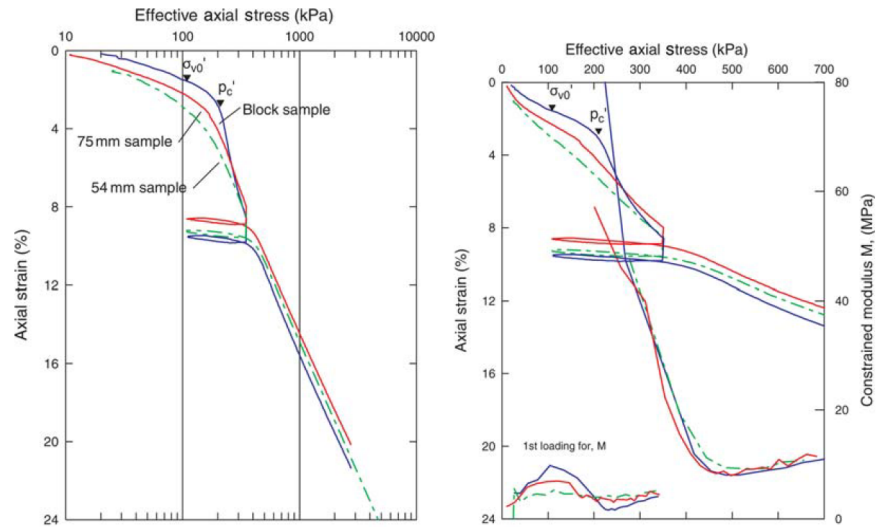 Effective axial stress (kPa)
10
100
1000
10000
0
4
8
12
16
20
24
Axial strain (%)
σv0'
pc'
Block sample
75 mm sample
54 mm sample
Effective axial stress (kPa)
0
100
200
300
400
500
600
700
0
4
8
12
16
20
24
Axial strain (%)
80
60
40
20
0
Constrained modulus M, (MPa)
σv0'
pc'
1st loading for, M